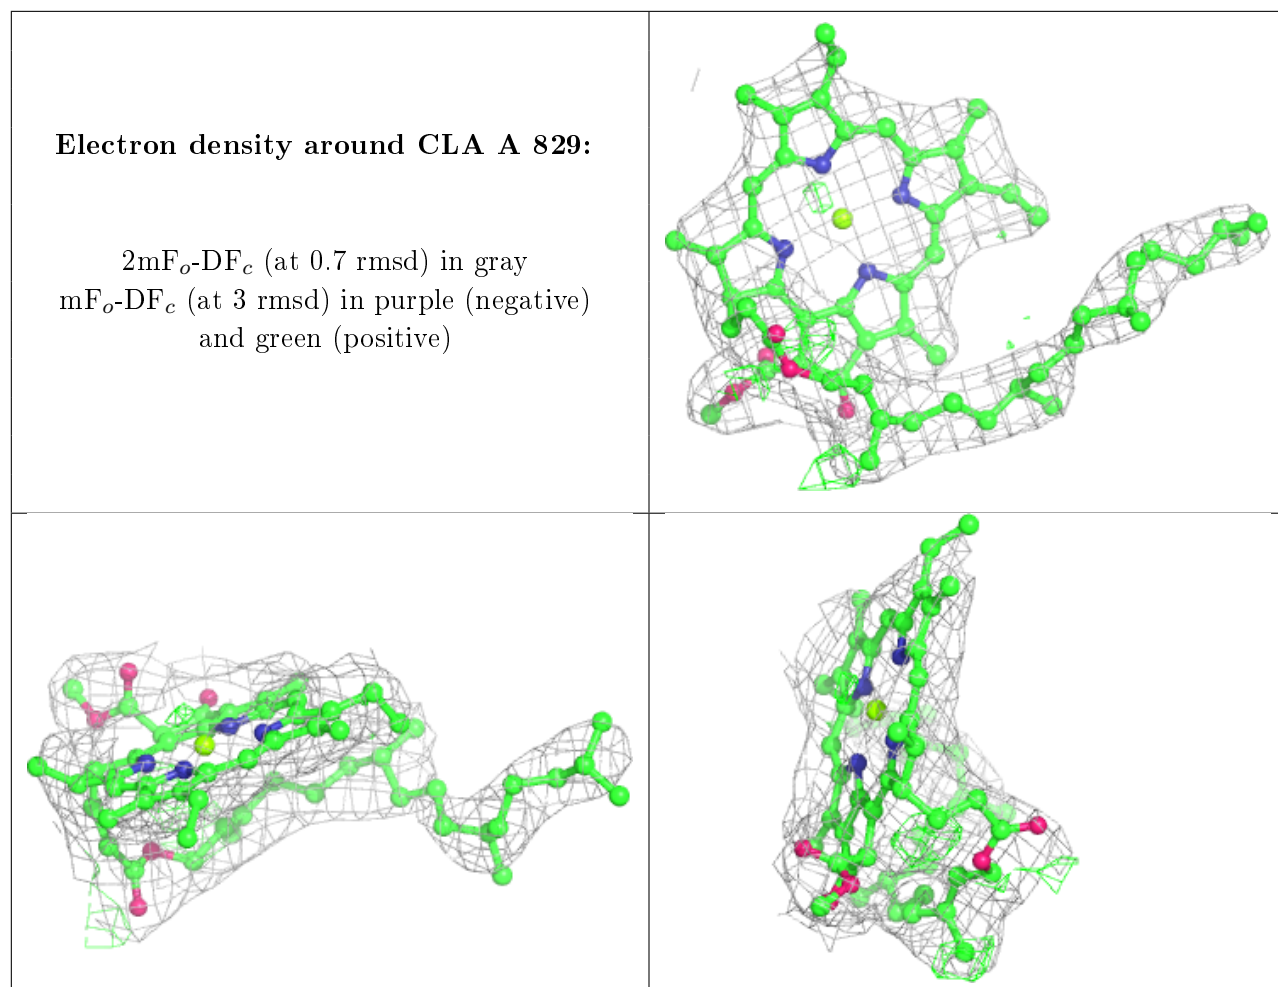 Electron density around CLA A 829:
2mFo-DFc (at 0.7 rmsd) in gray
mFo-DFc (at 3 rmsd) in purple (negative)
and green (positive)